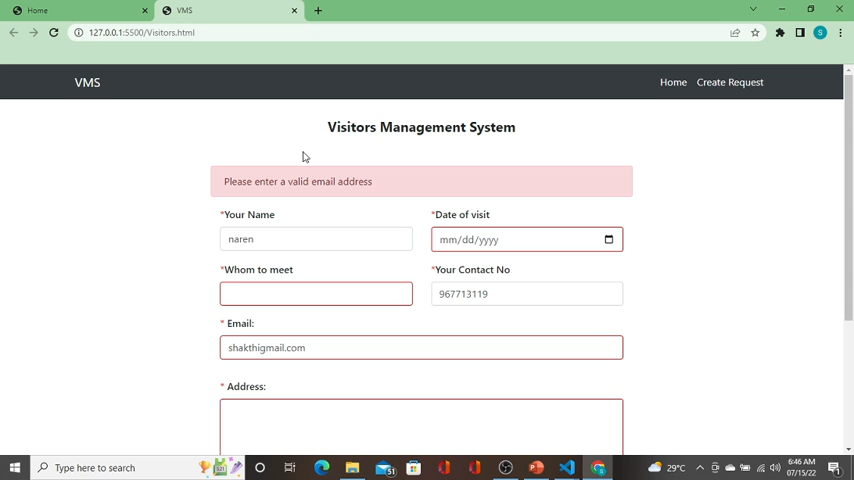 Home
VMS
127.0.0.1:5500/Visitors.html
S
VMS
Home
Create Request
Visitors Management System
Please enter a valid email address
*Your Name
*Date of visit
naren
mm/dd/yyyy
*Whom to meet
*Your Contact No
967713119
* Email:
shakthigmail.com
* Address:
Type here to search
51
29°C
6:46 AM
07/15/22
1